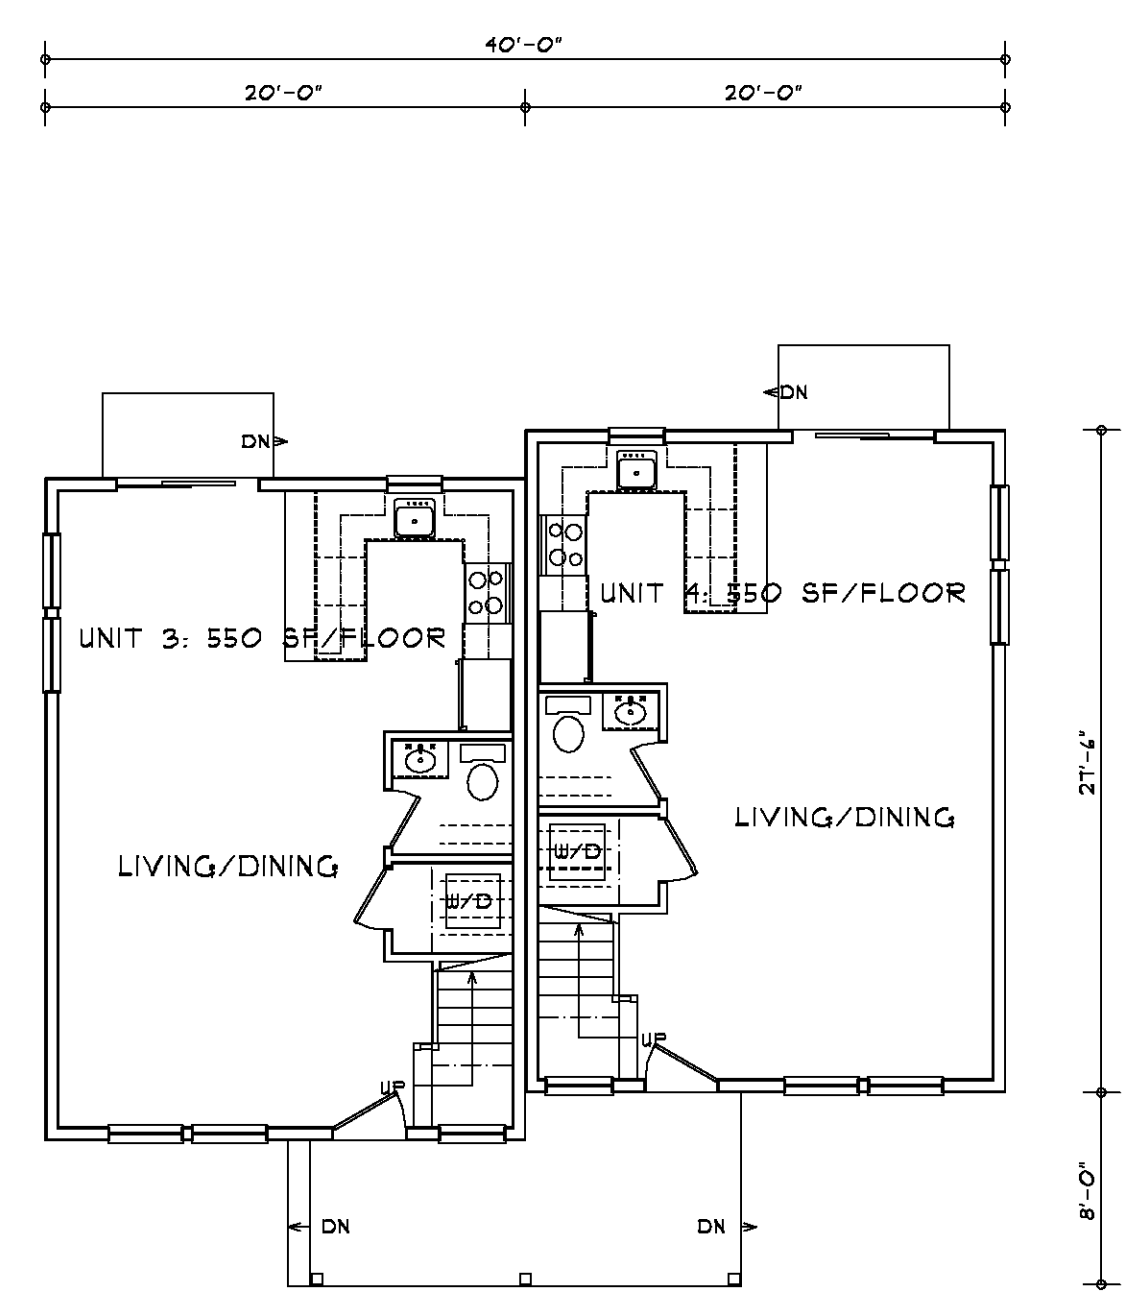 40'-0"
20'-0" 20'-0"
DN
DN
UNIT 4: 550 SF/FLOOR
UNIT 3: 550 SF/FLOOR
27'-6"
LIVING/DINING
W/D
LIVING/DINING
W/D
UP
UP
8'-0"
DN DN